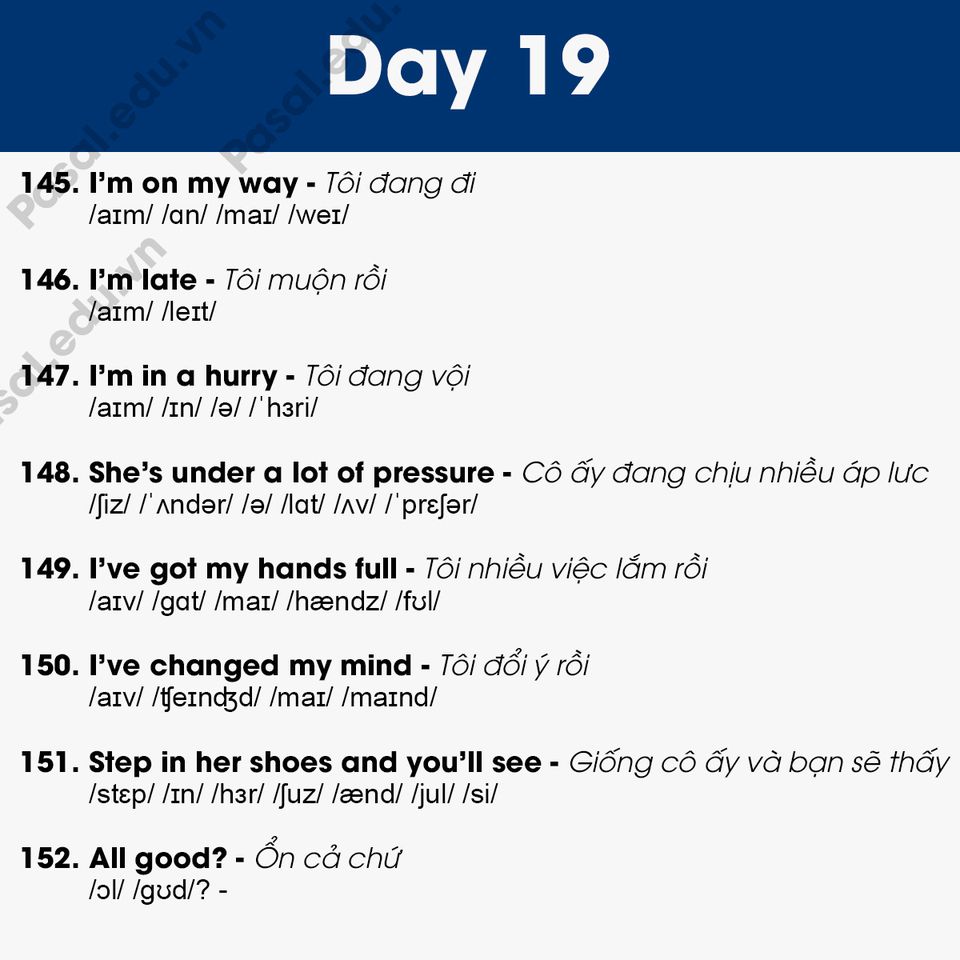 Day 19
Pasal.edu.vn
Pasal.edu.vn
145. I’m on my way - Tôi đang đi
/aɪm/ /ɑn/ /maɪ/ /weɪ/
146. I’m late - Tôi muộn rồi
/aɪm/ /leɪt/
147. I’m in a hurry - Tôi đang vội
/aɪm/ /ɪn/ /ə/ /ˈhɜri/
148. She’s under a lot of pressure - Cô ấy đang chịu nhiều áp lưc
/ʃiz/ /ˈʌndər/ /ə/ /lɑt/ /ʌv/ /ˈprɛʃər/
149. I’ve got my hands full - Tôi nhiều việc lắm rồi
/aɪv/ /gɑt/ /maɪ/ /hændz/ /fʊl/
150. I’ve changed my mind - Tôi đổi ý rồi
/aɪv/ /ʧeɪnʤd/ /maɪ/ /maɪnd/
151. Step in her shoes and you’ll see - Giống cô ấy và bạn sẽ thấy
/stɛp/ /ɪn/ /hɜr/ /ʃuz/ /ænd/ /jul/ /si/
152. All good? - Ổn cả chứ
/ɔl/ /gʊd/? -